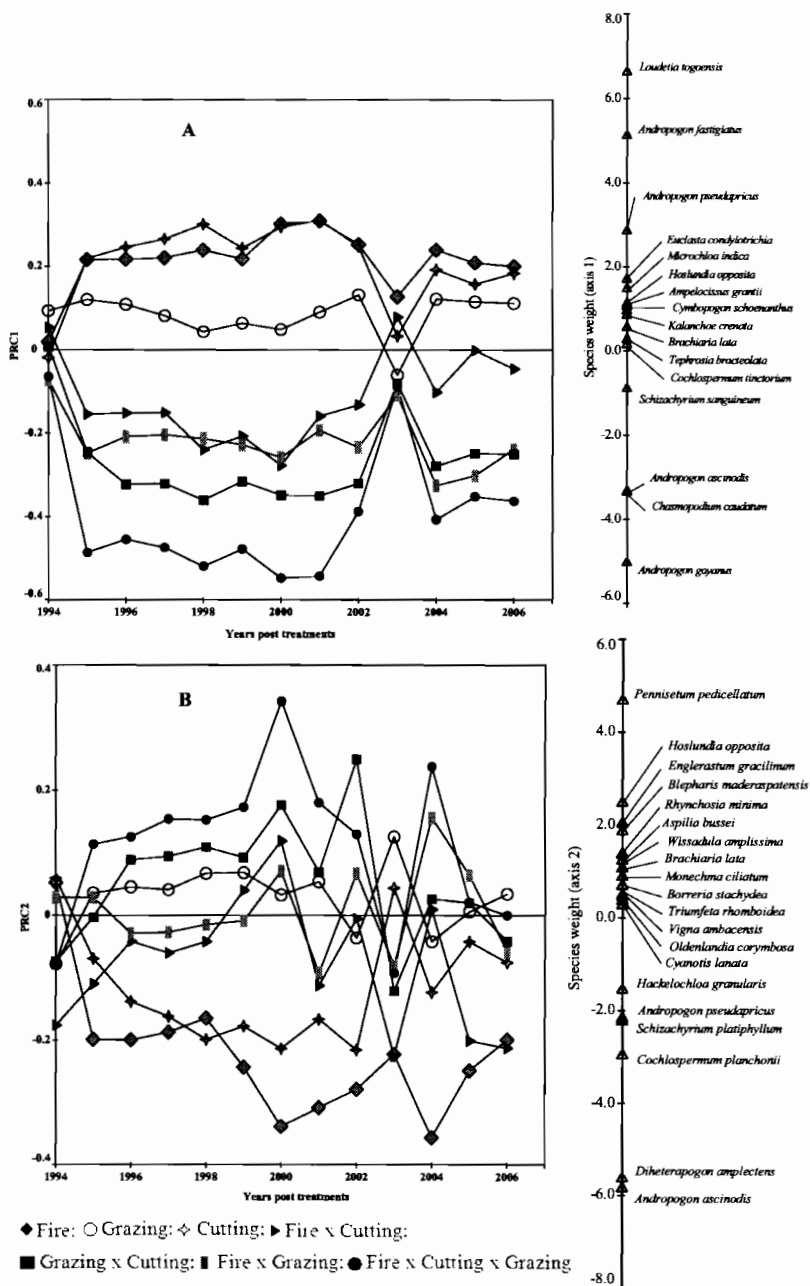 8.0
Loudetia togoensis
6.0
Andropogon fastigiatus
4.0
Andropogon pseudapricus
Euclasta condylotrichia
2.0
Microchloa indica
Hoslundia opposita
Ampelocissus grantii
Cymbopogon schoenanthus
Kalanchoe crenata
Brachiaria lata
0.0
Tephrosia bracteolata
Cochlospermum tinctorium
Schizachyrium sanguineum
-2.0
Andropogon ascinodis
Chasmopodium caudatum
-4.0
Andropogon gayanus
-6.0
Species weight (axis 1)
A
0.6
0.4
0.2
0
-0.2
-0.4
-0.6
PRC1
1994 1996 1998 2000 2002 2004 2006
Years post treatments
B
0.4
0.2
0
-0.2
-0.4
PRC2
1994 1996 1998 2000 2002 2004 2006
Years post treatments
6.0
Pennisetum pedicellatum
4.0
Hoslundia opposita
Englerastum gracilinum
Blepharis maderaspatensis
Rhynchosia minima
2.0
Aspilia bussei
Wissadula amplissima
Brachiaria lata
Monechma ciliatum
Borreria stachydea
0.0
Triumfeta rhomboidea
Vigna ambacensis
Oldenlandia corymbosa
Cyanotis lanata
Hackelochloa granularis
-2.0
Andropogon pseudapricus
Schizachyrium platiphyllum
Cochlospermum planchonii
-4.0
Diheterapogon amplectens
-6.0
Andropogon ascinodis
-8.0
Species weight (axis 2)
Fire: Grazing: Cutting: Fire x Cutting:
Grazing x Cutting: Fire x Grazing: Fire x Cutting x Grazing